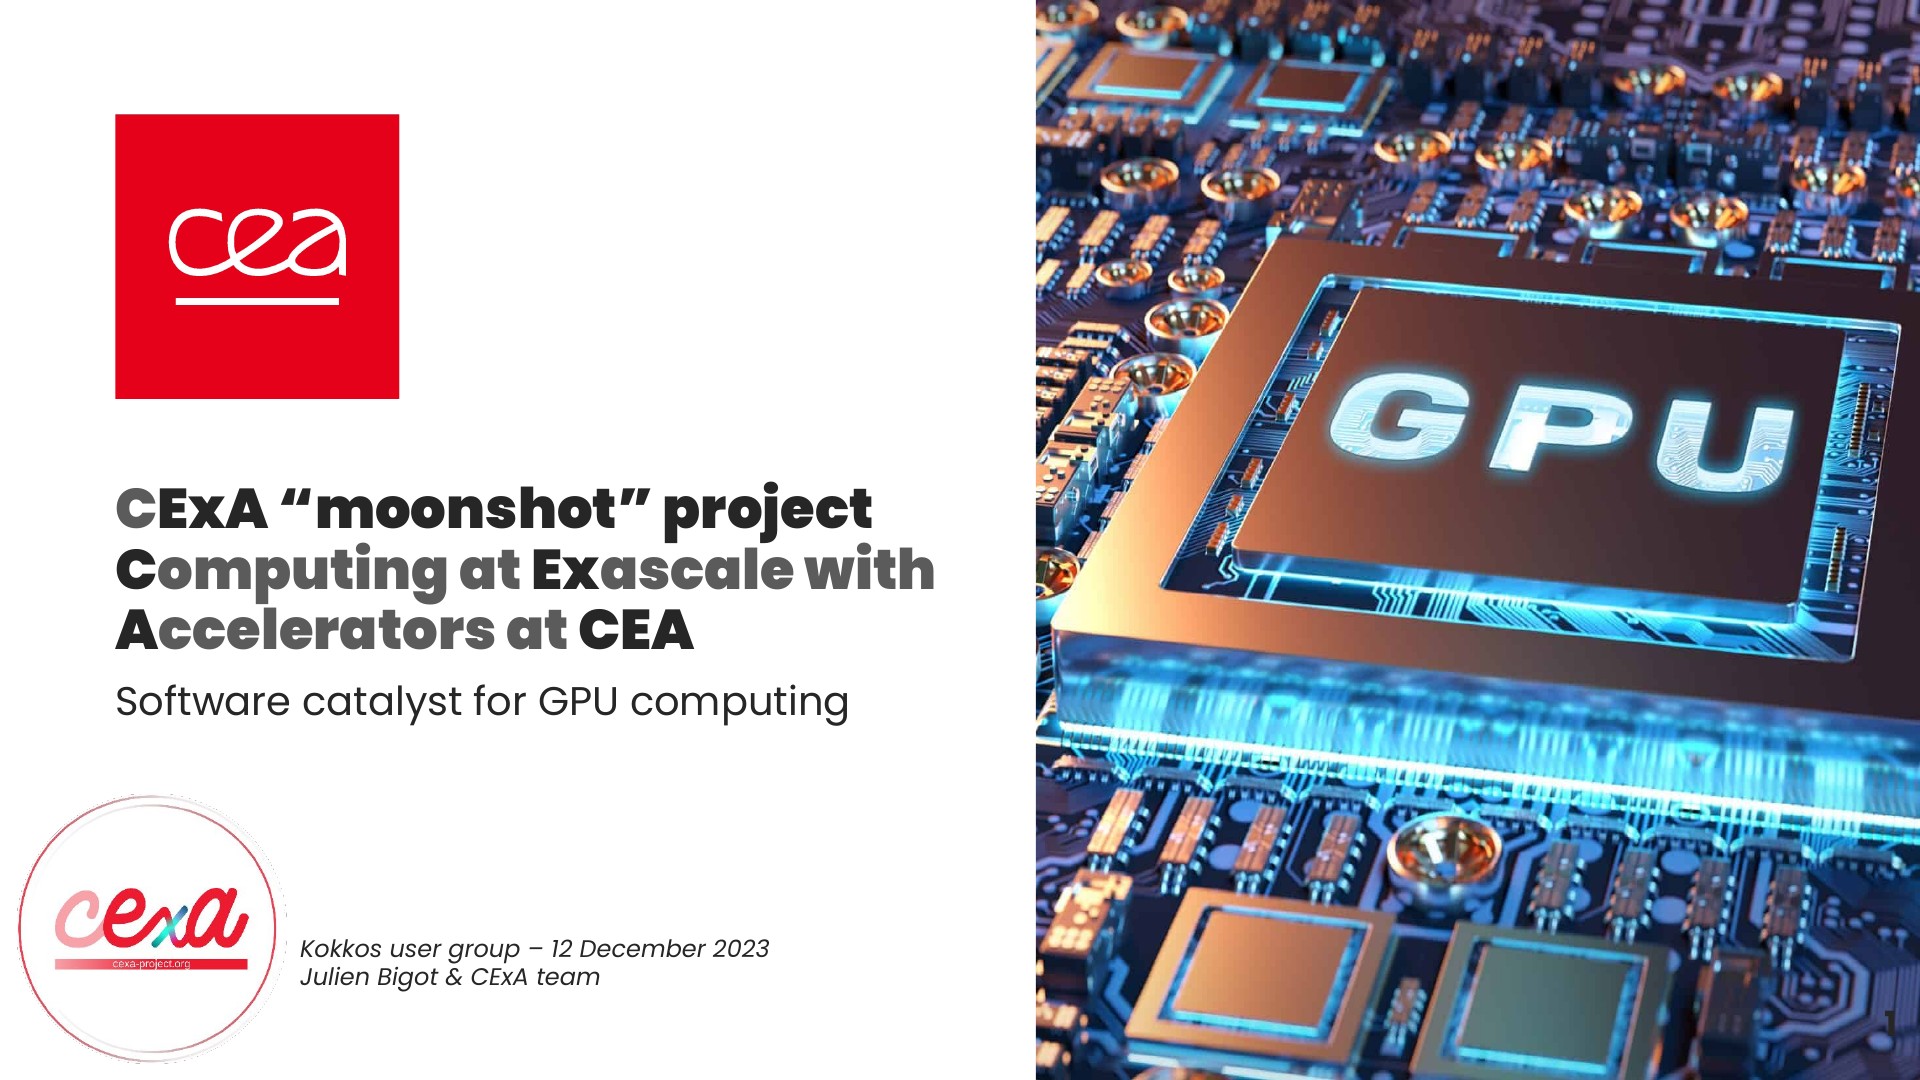 cea
CExA “moonshot” project
Computing at Exascale with
Accelerators at CEA
Software catalyst for GPU computing
cexa
cexa-project.org
Kokkos user group – 12 December 2023
Julien Bigot & CExA team
GPU
1